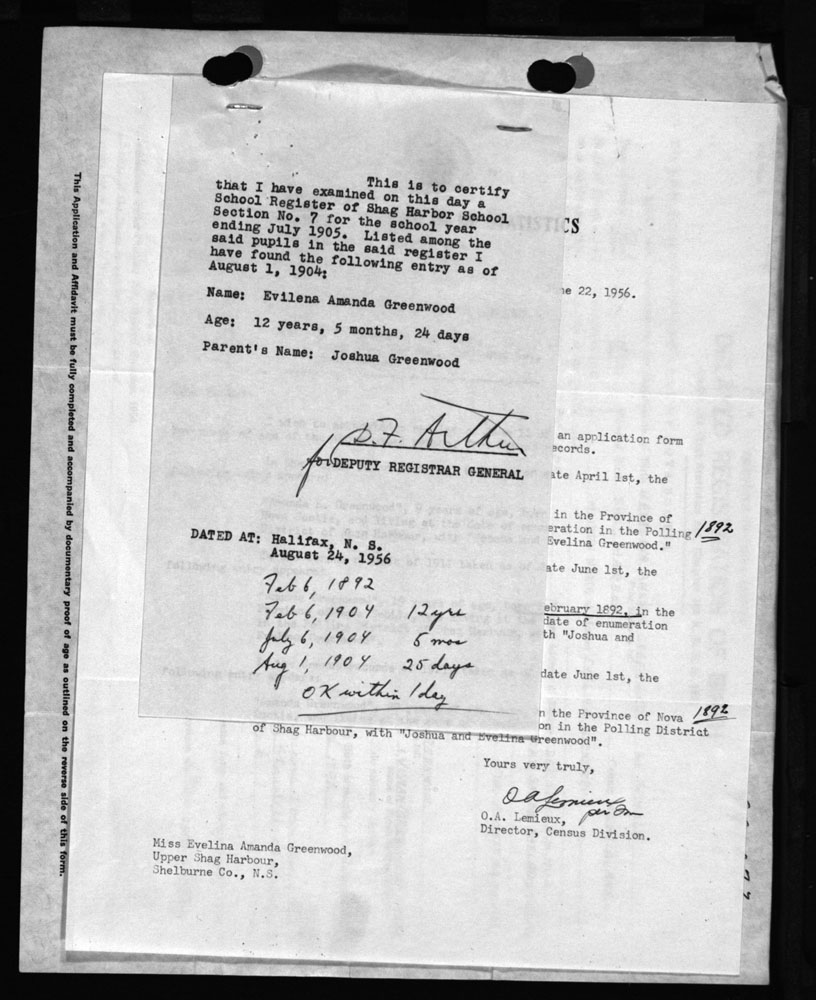 This is to certify
that I have examined on this day a
School Register of Shag Harbor School
Section No. 7 for the school year
ending July 1905. Listed among the
said pupils in the said register I
have found the following entry as of
August 1, 1904:
Name: Evilena Amanda Greenwood
Age: 12 years, 5 months, 24 days
Parent's Name: Joshua Greenwood
D.F. Arthur
for DEPUTY REGISTRAR GENERAL
DATED AT: Halifax, N. S.
August 24, 1956
Feb 6, 1892
Feb 6, 1904 12 yrs
July 6, 1904 5 mos
Aug 1, 1904 25 days
OK within 1 day
ICS
ne 22, 1956.
an application form
ecords.
ate April 1st, the
in the Province of
eration in the Polling 1892
Evelina Greenwood."
ate June 1st, the
ebruary 1892, in the
date of enumeration
th "Joshua and
date June 1st, the
n the Province of Nova 1892
on in the Polling District
of Shag Harbour, with "Joshua and Evelina Greenwood".
Yours very truly,
O A Lemieux
per
O.A. Lemieux,
Director, Census Division.
Miss Evelina Amanda Greenwood,
Upper Shag Harbour,
Shelburne Co., N.S.
This Application and Affidavit must be fully completed and accompanied by documentary proof of age as outlined on the reverse side of this form.